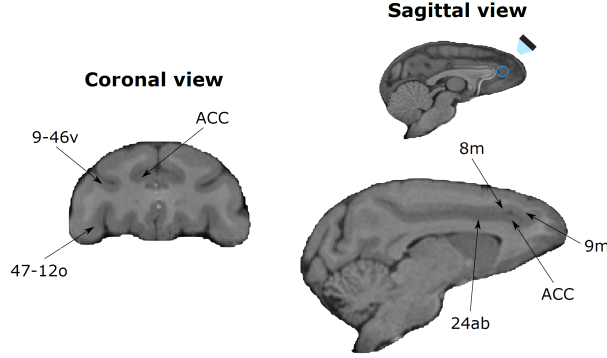 Sagittal view
Coronal view
ACC
9-46v
8m
47-12o
9m
ACC
24ab